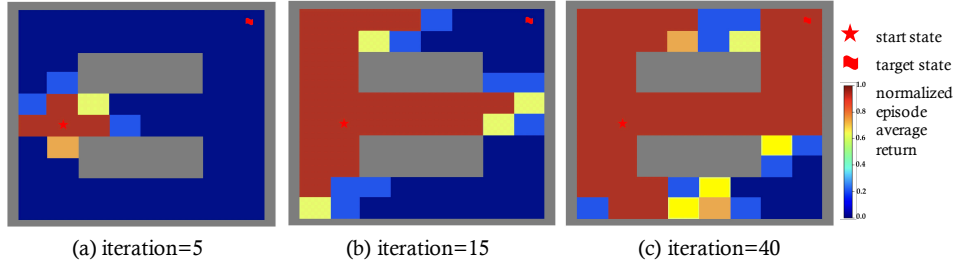 start state
target state
normalized
episode
average
return
1.0
0.8
0.6
0.4
0.2
0.0
(a) iteration=5
(b) iteration=15
(c) iteration=40